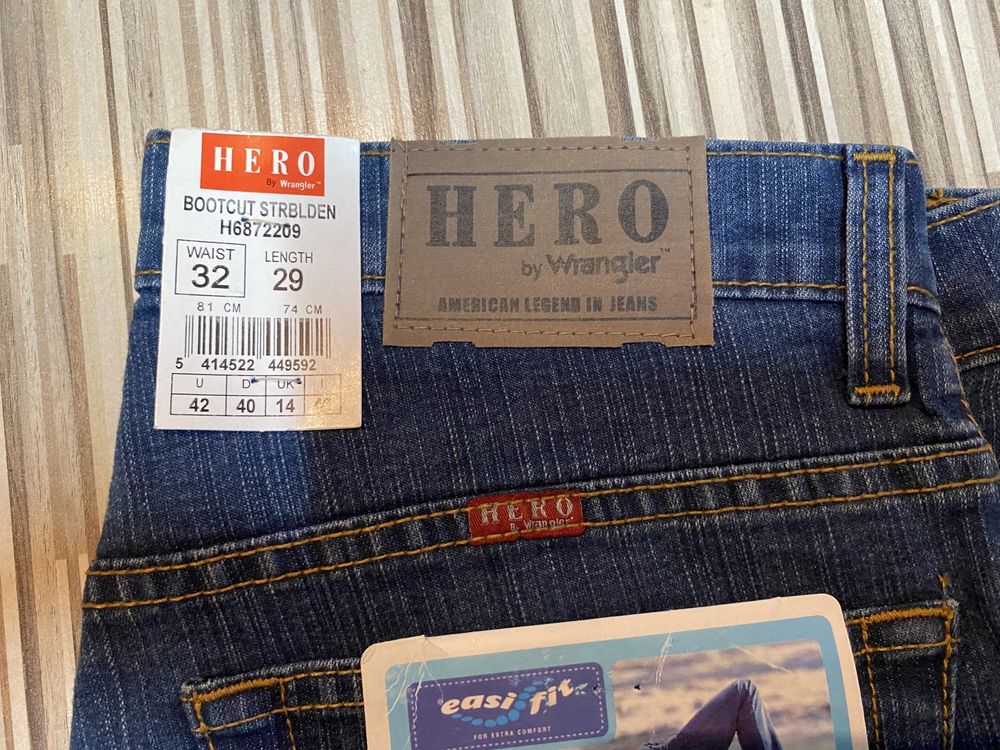 HERO
By Wrangler™
BOOTCUT STRBLDEN
H6872209
WAIST LENGTH
32 29
81 CM 74 CM
5 414522 449592
U D UK I
42 40 14
HERO
by Wrangler
AMERICAN LEGEND IN JEANS
HERO
By Wrangler
easi fit
FOR EXTRA COMFORT